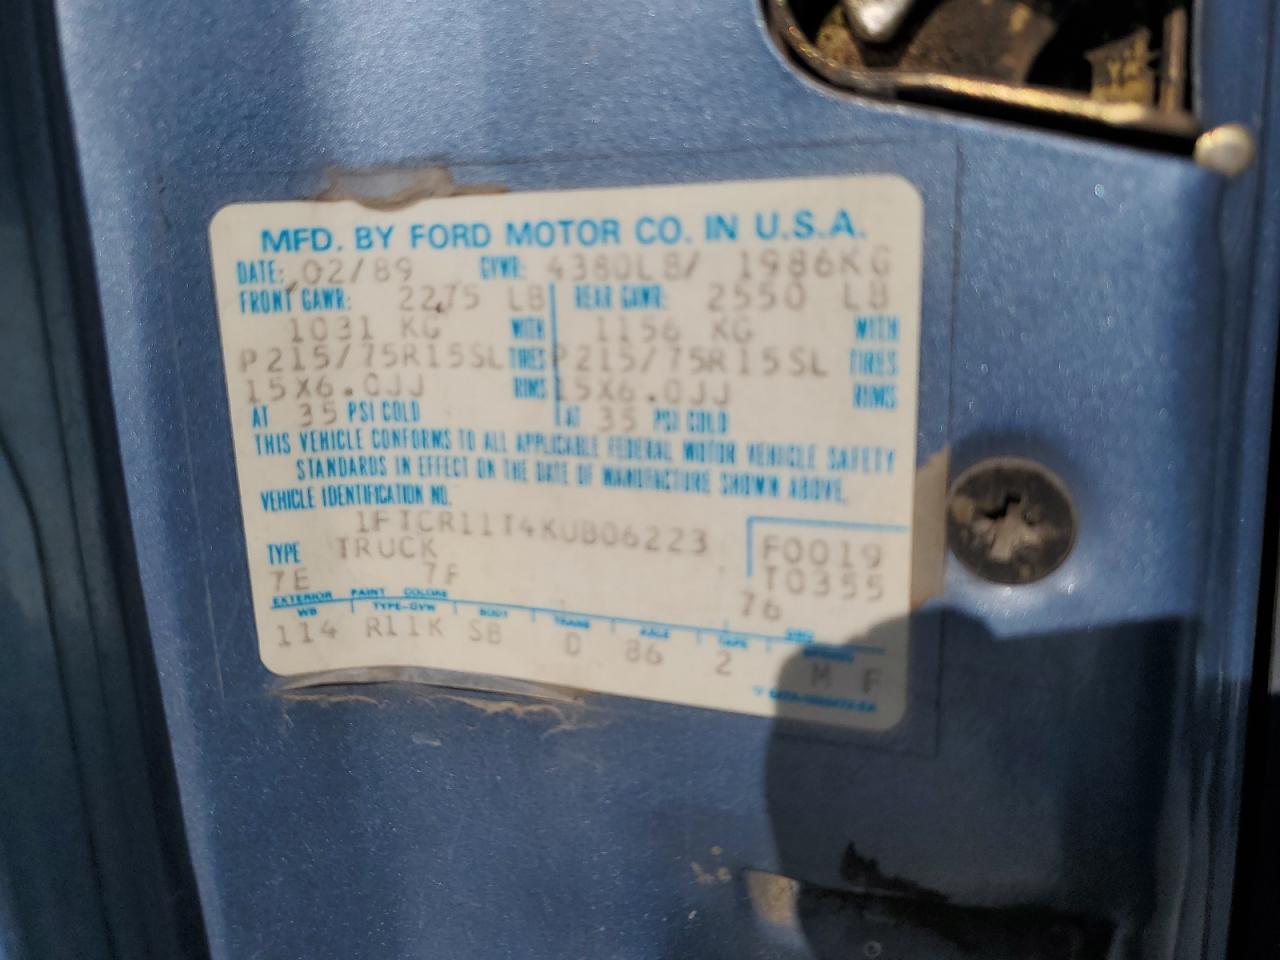 MFD. BY FORD MOTOR CO. IN U.S.A.
DATE: 02/89 GVWR: 4380LB/ 1986KG
FRONT GAWR: 2275 LB REAR GAWR: 2550 LB
1031 KG WITH 1156 KG WITH
P215/75R15SL TIRES P215/75R15SL TIRES
15X6.0JJ RIMS 15X6.0JJ RIMS
AT 35 PSI COLD AT 35 PSI COLD
THIS VEHICLE CONFORMS TO ALL APPLICABLE FEDERAL MOTOR VEHICLE SAFETY
STANDARDS IN EFFECT ON THE DATE OF MANUFACTURE SHOWN ABOVE.
VEHICLE IDENTIFICATION NO.
1FTCR11T4KUB06223
TYPE TRUCK F0019
7E 7F T0355
EXTERIOR PAINT COLORS 76
WB TYPE-GVW BODY TRANS AXLE TAPE SPRING
114 R11K SB D 86 2 M F